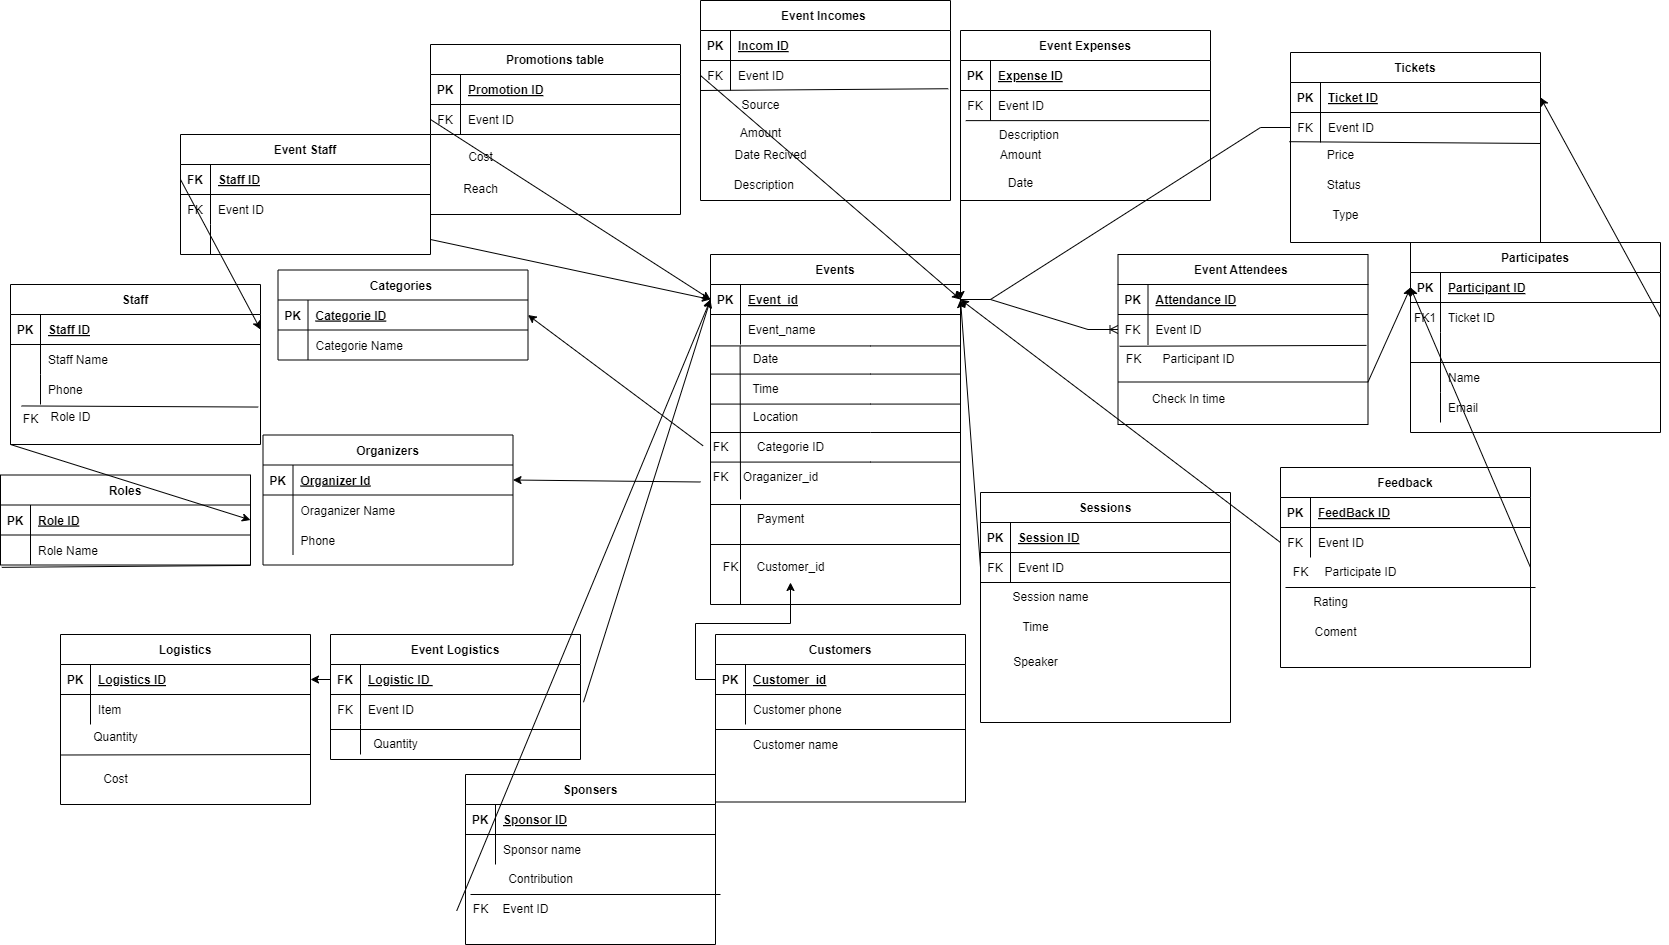 Event Incomes
PK Incom ID
FK Event ID
Source
Amount
Date Recived
Description
Event Expenses
PK Expense ID
FK Event ID
Description
Amount
Date
Promotions table
PK Promotion ID
FK Event ID
Cost
Reach
Tickets
PK Ticket ID
FK Event ID
Price
Status
Type
Event Staff
FK Staff ID
FK Event ID
Events
PK Event_id
Event_name
Date
Time
Location
FK Categorie ID
FK Oraganizer_id
Payment
FK Customer_id
Event Attendees
PK Attendance ID
FK Event ID
FK Participant ID
Check In time
Participates
PK Participant ID
FK1 Ticket ID
Name
Email
Categories
PK Categorie ID
Categorie Name
Staff
PK Staff ID
Staff Name
Phone
FK Role ID
Organizers
PK Organizer Id
Oraganizer Name
Phone
Roles
PK Role ID
Role Name
Sessions
PK Session ID
FK Event ID
Session name
Time
Speaker
Feedback
PK FeedBack ID
FK Event ID
FK Participate ID
Rating
Coment
Logistics
PK Logistics ID
Item
Quantity
Cost
Event Logistics
FK Logistic ID
FK Event ID
Quantity
Customers
PK Customer_id
Customer phone
Customer name
Sponsers
PK Sponsor ID
Sponsor name
Contribution
FK Event ID